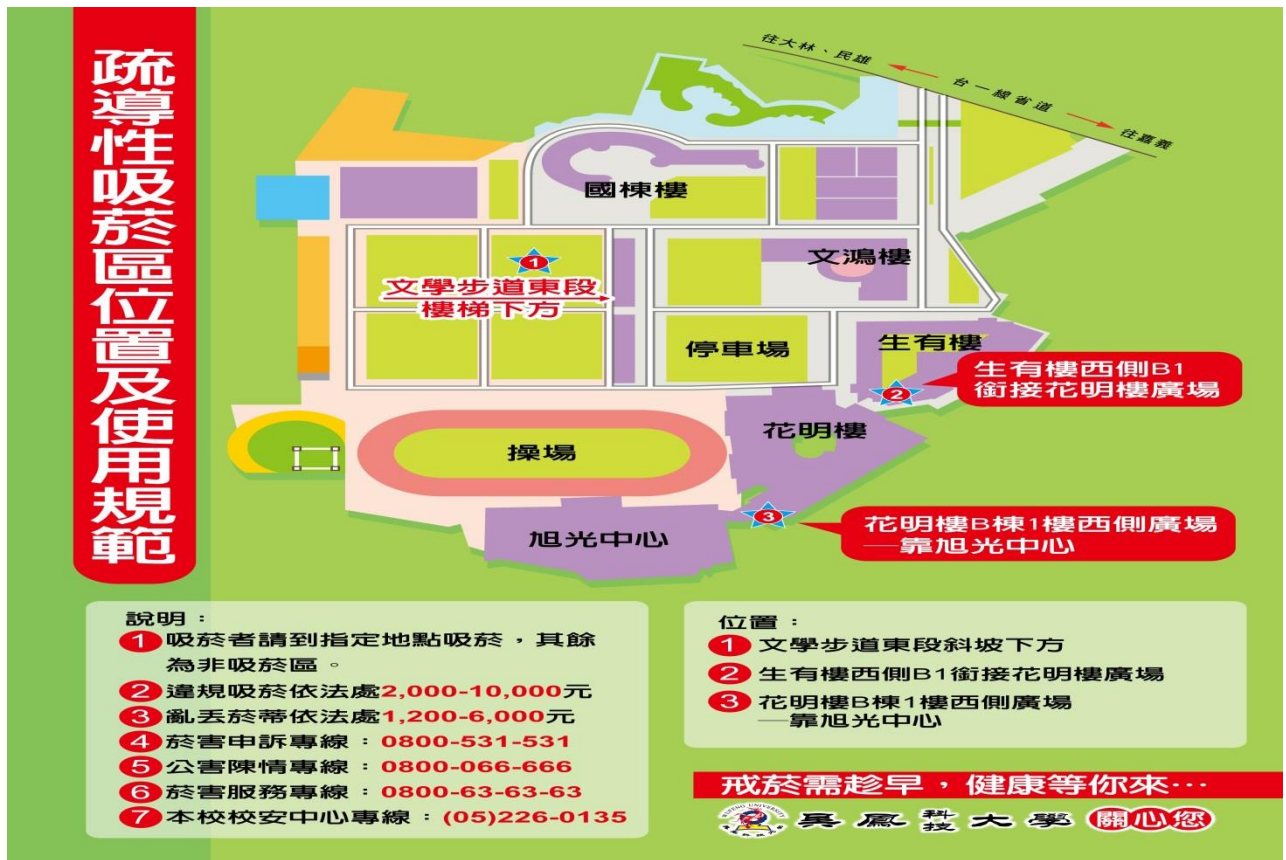 疏導性吸菸區位置及使用規範
往大林、民雄
台一線省道
往嘉義
國棟樓
文鴻樓
1
文學步道東段
樓梯下方
停車場
生有樓
2
生有樓西側B1
銜接花明樓廣場
花明樓
操場
3
花明樓B棟1樓西側廣場
—靠旭光中心
旭光中心
說明：
1 吸菸者請到指定地點吸菸，其餘
為非吸菸區。
2 違規吸菸依法處2,000-10,000元
3 亂丟菸蒂依法處1,200-6,000元
4 菸害申訴專線：0800-531-531
5 公害陳情專線：0800-066-666
6 菸害服務專線：0800-63-63-63
7 本校校安中心專線：(05)226-0135
位置：
1 文學步道東段斜坡下方
2 生有樓西側B1銜接花明樓廣場
3 花明樓B棟1樓西側廣場
—靠旭光中心
戒菸需趁早，健康等你來…
吳鳳科技大學 關心您